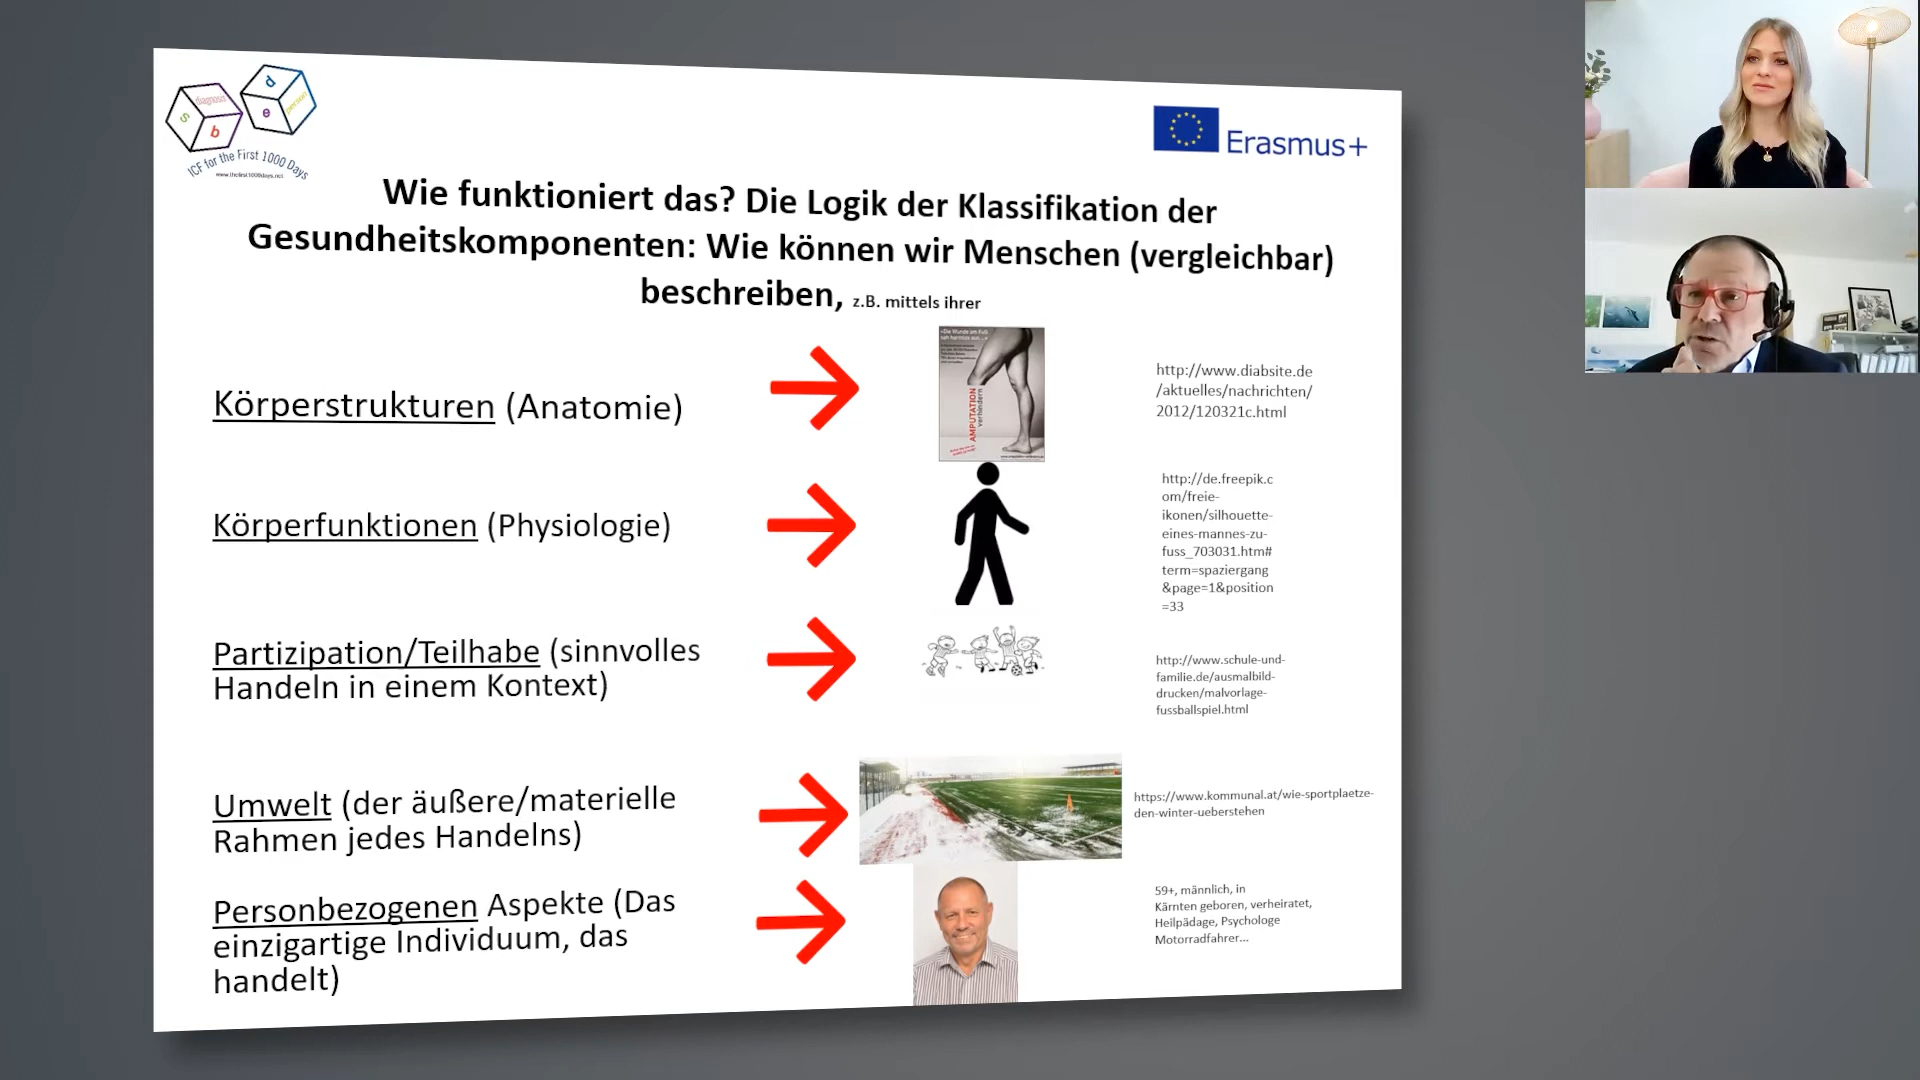 d
diagnosis
s
e
b
ICF for the First 1000 Days
www.thefirst1000days.net
Erasmus+
Wie funktioniert das? Die Logik der Klassifikation der
Gesundheitskomponenten: Wie können wir Menschen (vergleichbar)
beschreiben, z.B. mittels ihrer
Körperstrukturen (Anatomie)
AMPUTATION
verhindern
http://www.diabsite.de
/aktuelles/nachrichten/
2012/120321c.html
Körperfunktionen (Physiologie)
http://de.freepik.c
om/freie-
ikonen/silhouette-
eines-mannes-zu-
fuss_703031.htm#
term=spaziergang
&page=1&position
=33
Partizipation/Teilhabe (sinnvolles
Handeln in einem Kontext)
http://www.schule-und-
familie.de/ausmalbild-
drucken/malvorlage-
fussballspiel.html
Umwelt (der äußere/materielle
Rahmen jedes Handelns)
https://www.kommunal.at/wie-sportplaetze-
den-winter-ueberstehen
Personbezogenen Aspekte (Das
einzigartige Individuum, das
handelt)
59+, männlich, in
Kärnten geboren, verheiratet,
Heilpädage, Psychologe
Motorradfahrer...